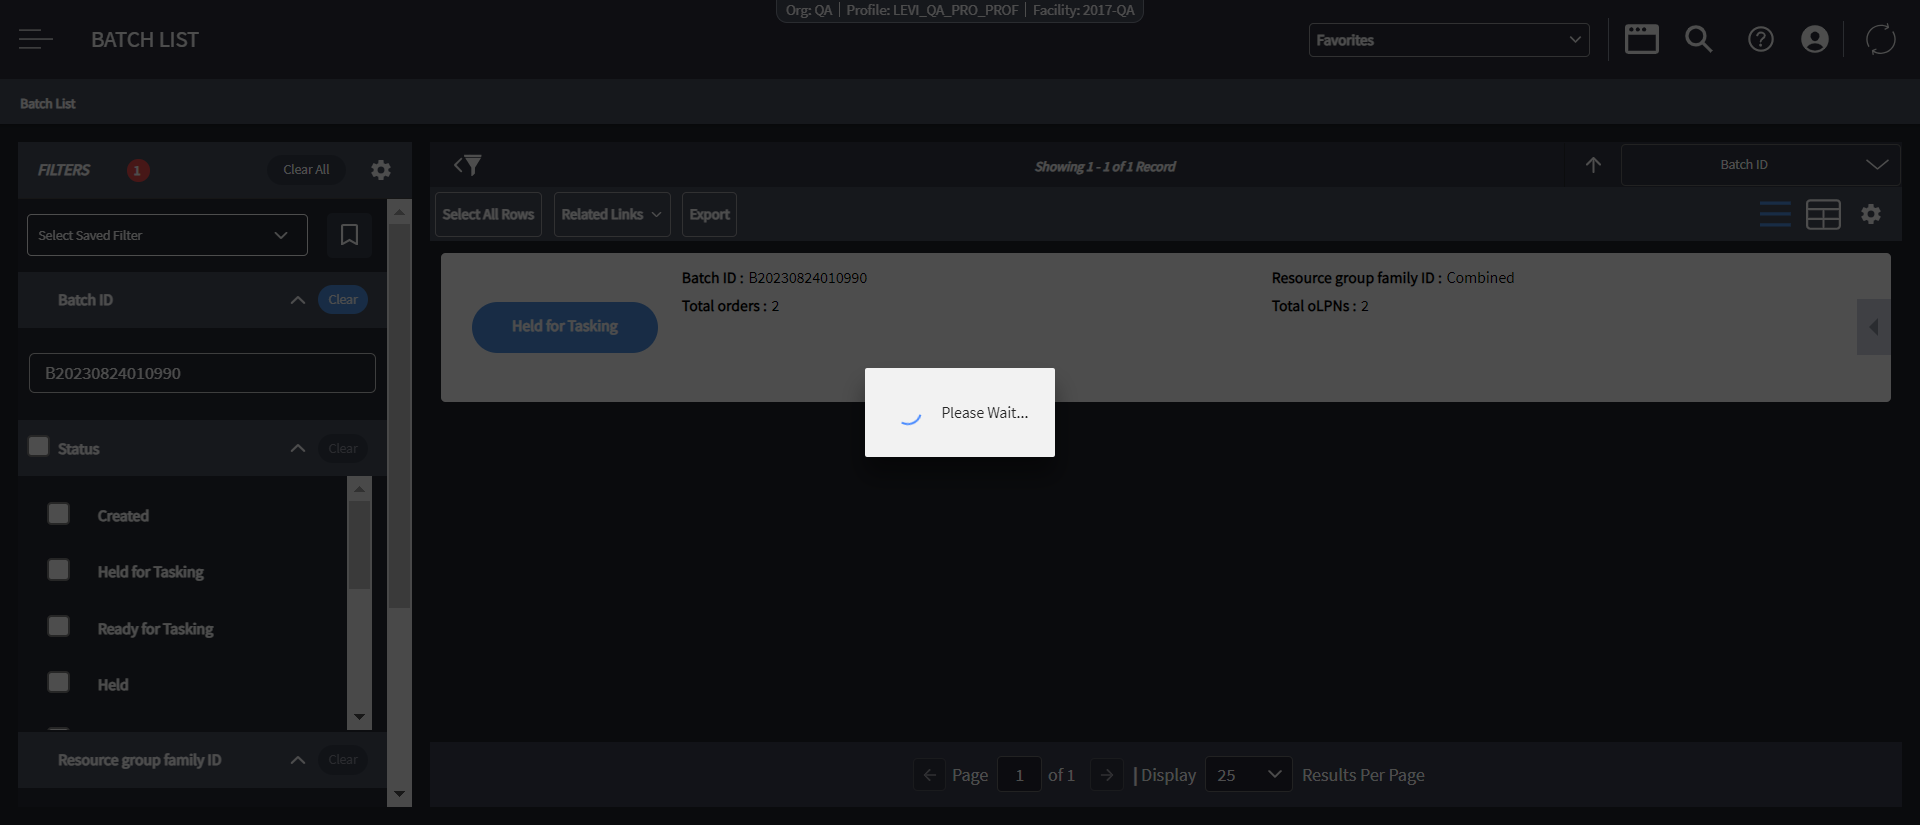 Org: QA | Profile: LEVI_QA_PRO_PROF | Facility: 2017-QA
BATCH LIST
Favorites
Batch List
FILTERS 1 Clear All
Select Saved Filter
Batch ID Clear
B20230824010990
Status Clear
Created
Held for Tasking
Ready for Tasking
Held
Resource group family ID Clear
Showing 1 - 1 of 1 Record
Batch ID
Select All Rows Related Links Export
Held for Tasking
Batch ID : B20230824010990
Total orders : 2
Resource group family ID : Combined
Total oLPNs : 2
Please Wait...
Page 1 of 1 | Display 25 Results Per Page